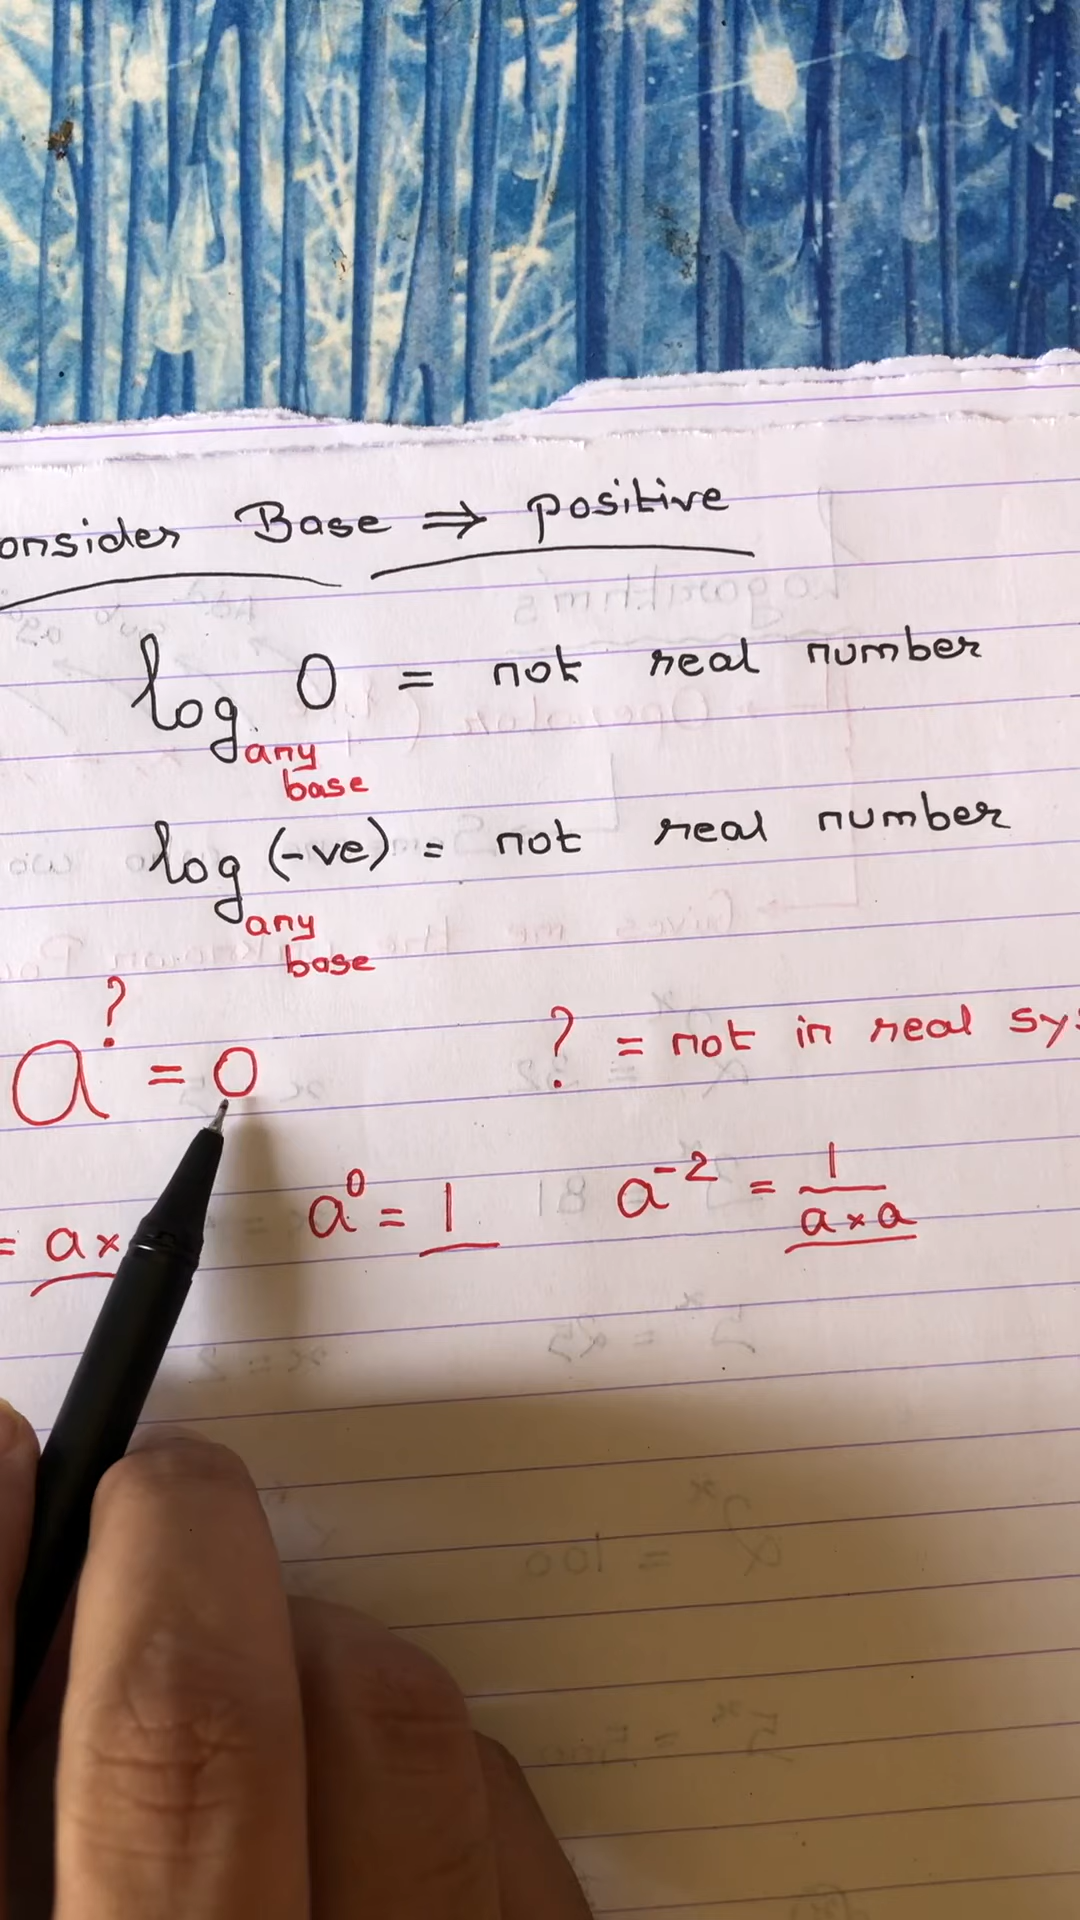 onsider Base ⇒ positive
log any base 0 = not real number
log any base (-ve) = not real number
a^? = 0 ? = not in real sy
= a× a^0 = 1 a^-2 = 1/(a×a)